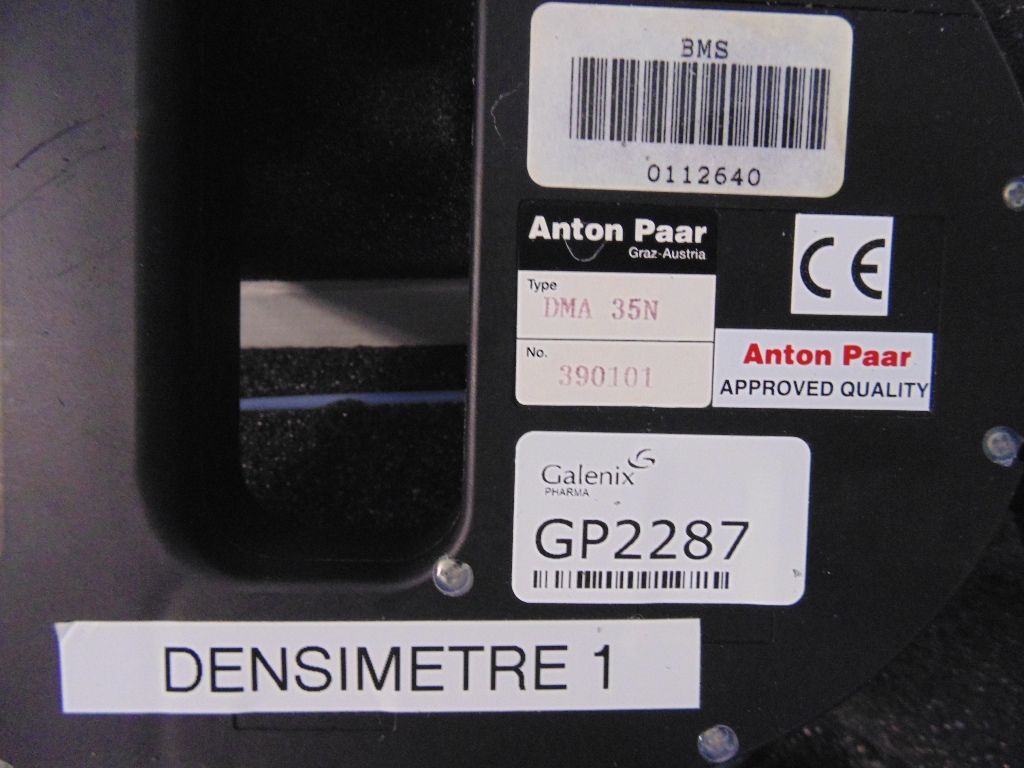 BMS
0112640
Anton Paar
Graz-Austria
Type
DMA 35N
No.
390101
CE
Anton Paar
APPROVED QUALITY
Galenix
PHARMA
GP2287
DENSIMETRE 1